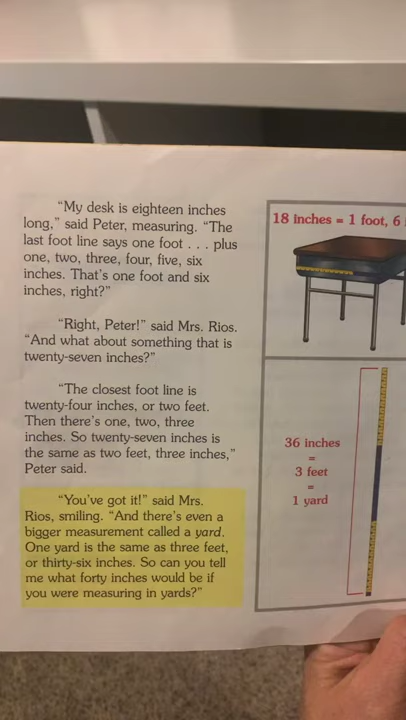 "My desk is eighteen inches
long," said Peter, measuring. "The
last foot line says one foot . . . plus
one, two, three, four, five, six
inches. That's one foot and six
inches, right?"
"Right, Peter!" said Mrs. Rios.
"And what about something that is
twenty-seven inches?"
"The closest foot line is
twenty-four inches, or two feet.
Then there's one, two, three
inches. So twenty-seven inches is
the same as two feet, three inches,"
Peter said.
"You've got it!" said Mrs.
Rios, smiling. "And there's even a
bigger measurement called a yard.
One yard is the same as three feet,
or thirty-six inches. So can you tell
me what forty inches would be if
you were measuring in yards?"
18 inches = 1 foot, 6
36 inches
=
3 feet
=
1 yard